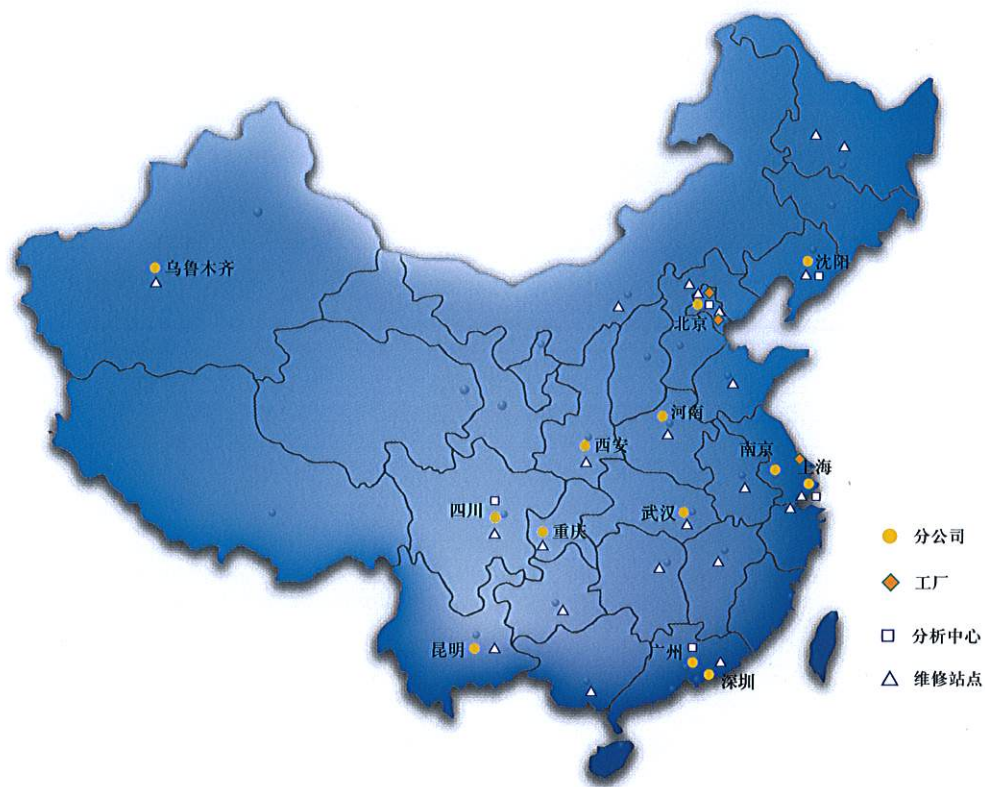 乌鲁木齐
沈阳
北京
河南
西安
南京
上海
四川
重庆
武汉
昆明
广州
深圳
分公司
工厂
分析中心
维修站点